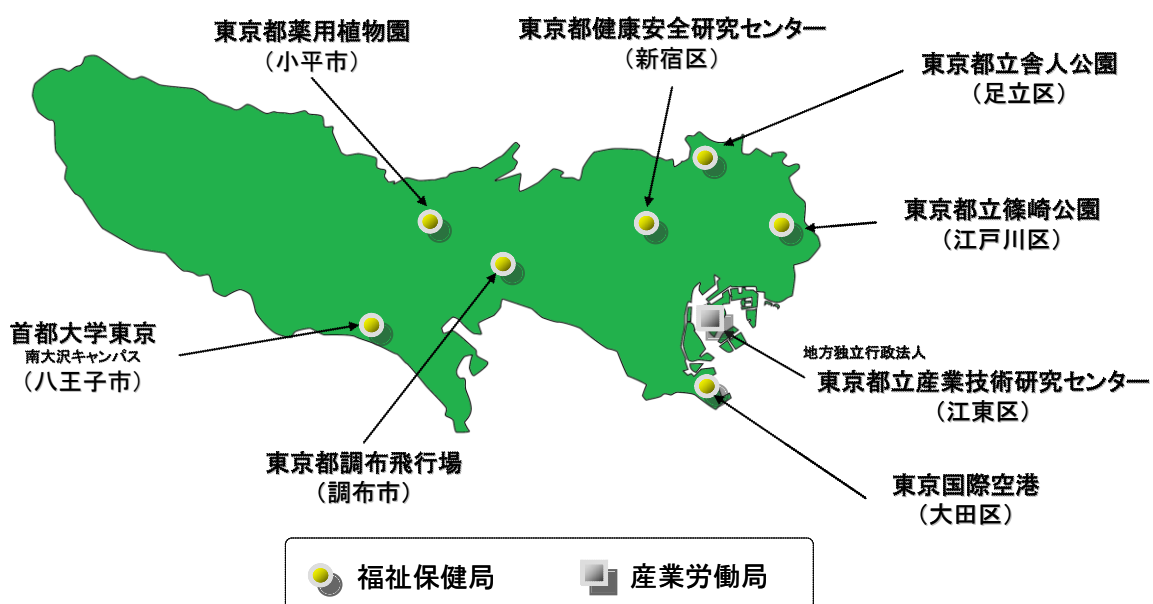 東京都薬用植物園
（小平市）
東京都健康安全研究センター
（新宿区）
東京都立舎人公園
（足立区）
東京都立篠崎公園
（江戸川区）
首都大学東京
南大沢キャンパス
（八王子市）
地方独立行政法人
東京都立産業技術研究センター
（江東区）
東京都調布飛行場
（調布市）
東京国際空港
（大田区）
福祉保健局
産業労働局